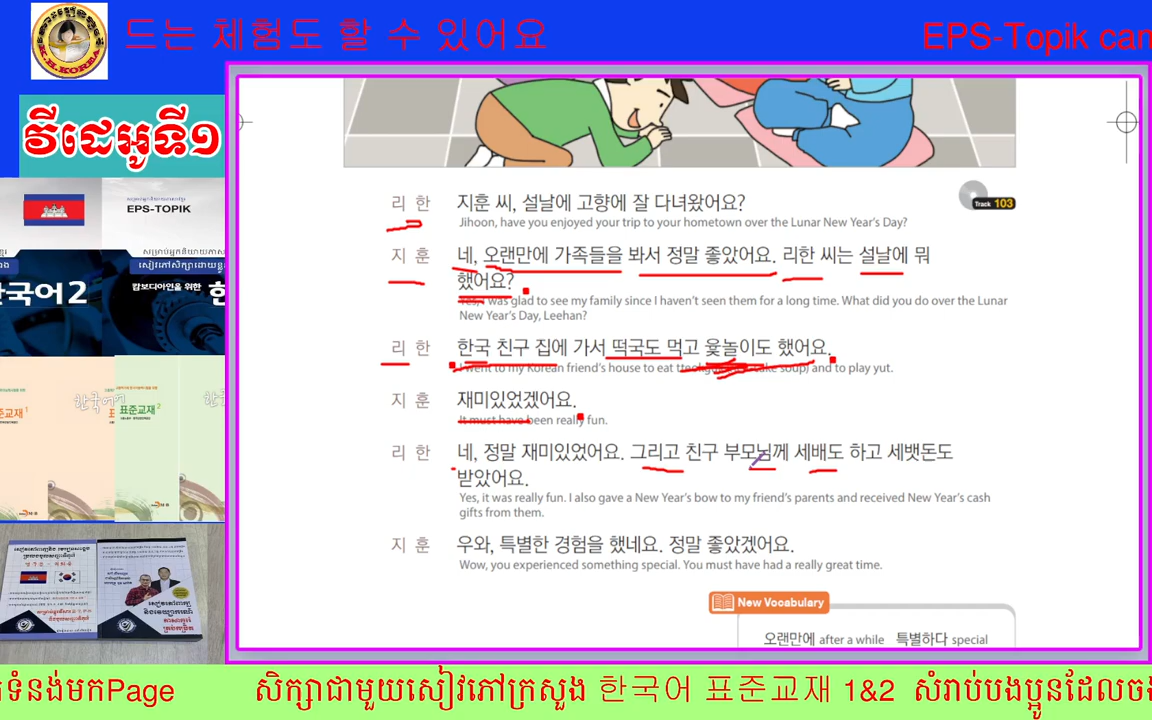 드는 체험도 할 수 있어요
EPS-Topik can
K.H.KOREA
វីដេអូទី១
EPS-TOPIK
한국어2
캄보디아인을 위한
표준교재 2
리 한 지훈 씨, 설날에 고향에 잘 다녀왔어요?
Jihoon, have you enjoyed your trip to your hometown over the Lunar New Year's Day?
Track 103
지 훈 네, 오랜만에 가족들을 봐서 정말 좋았어요. 리한 씨는 설날에 뭐
했어요?
Yes, I was glad to see my family since I haven't seen them for a long time. What did you do over the Lunar
New Year's Day, Leehan?
리 한 한국 친구 집에 가서 떡국도 먹고 윷놀이도 했어요.
I went to my Korean friend's house to eat soup) and to play yut.
지 훈 재미있었겠어요.
It must have been really fun.
리 한 네, 정말 재미있었어요. 그리고 친구 부모님께 세배도 하고 세뱃돈도
받았어요.
Yes, it was really fun. I also gave a New Year's bow to my friend's parents and received New Year's cash
gifts from them.
지 훈 우와, 특별한 경험을 했네요. 정말 좋았겠어요.
Wow, you experienced something special. You must have had a really great time.
New Vocabulary
오랜만에 after a while 특별하다 special
ទំនង់មកPage សិក្សាជាមួយសៀវភៅក្រសួង 한국어 표준교재 1&2 សំរាប់បងប្អូនដែលចង់